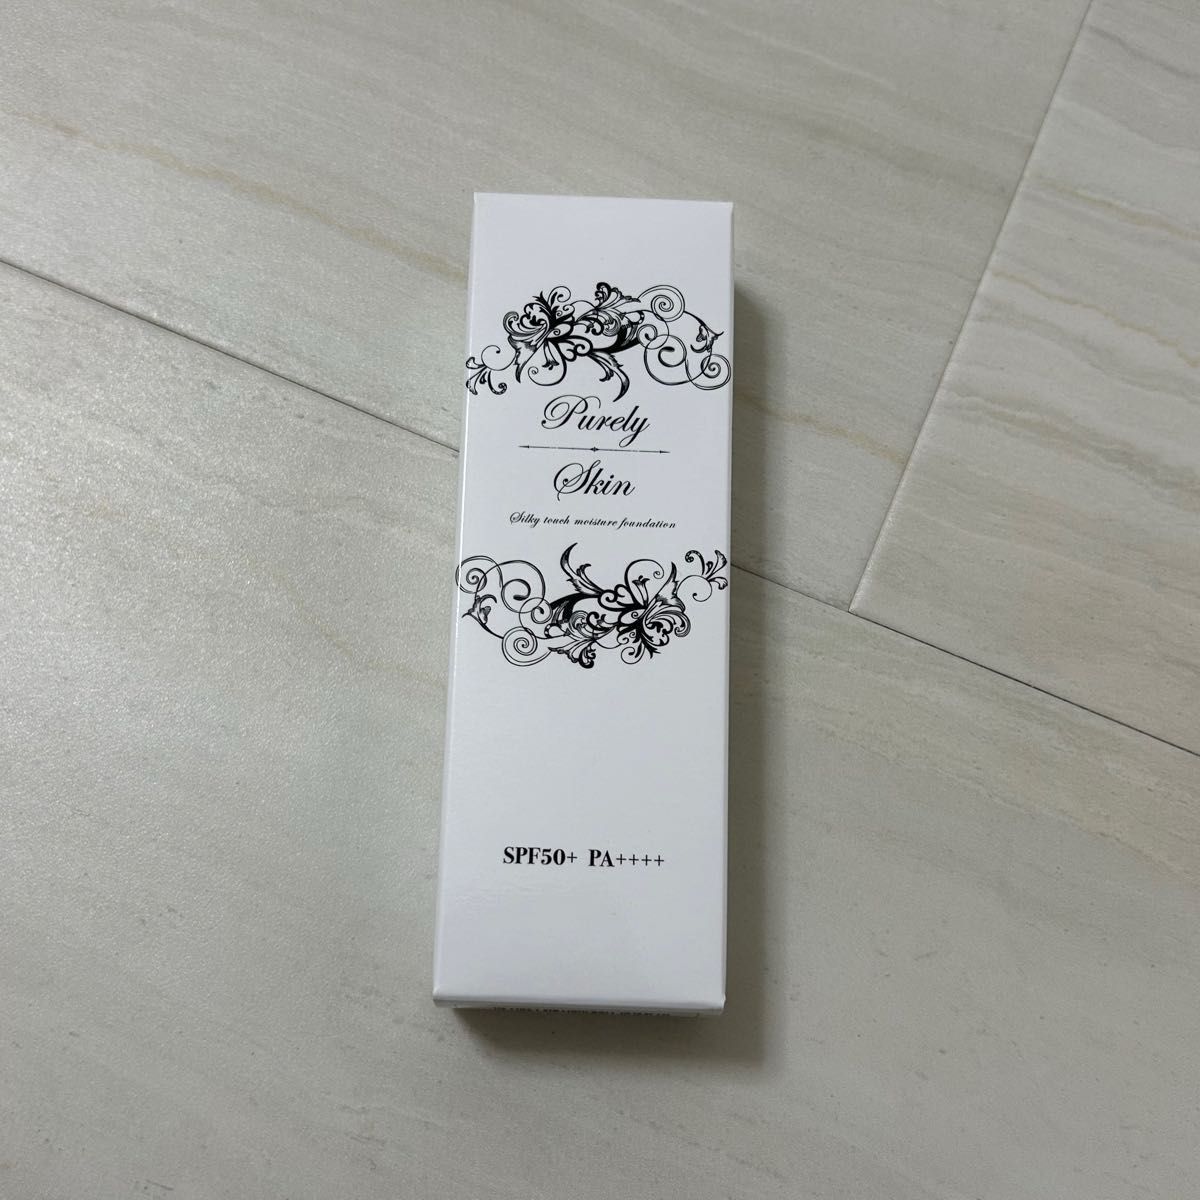 Purely
Skin
Silky touch moisture foundation
SPF50+ PA++++